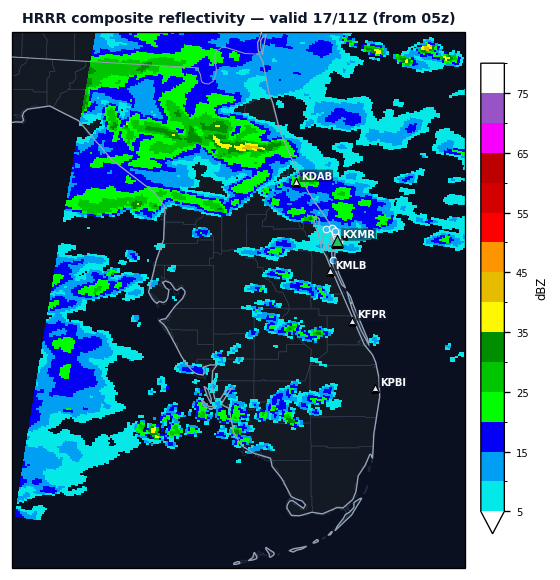 HRRR composite reflectivity — valid 17/11Z (from 05z)
KDAB
KXMR
KMLB
KFPR
KPBI
75
65
55
45
35
25
15
5
dBZ